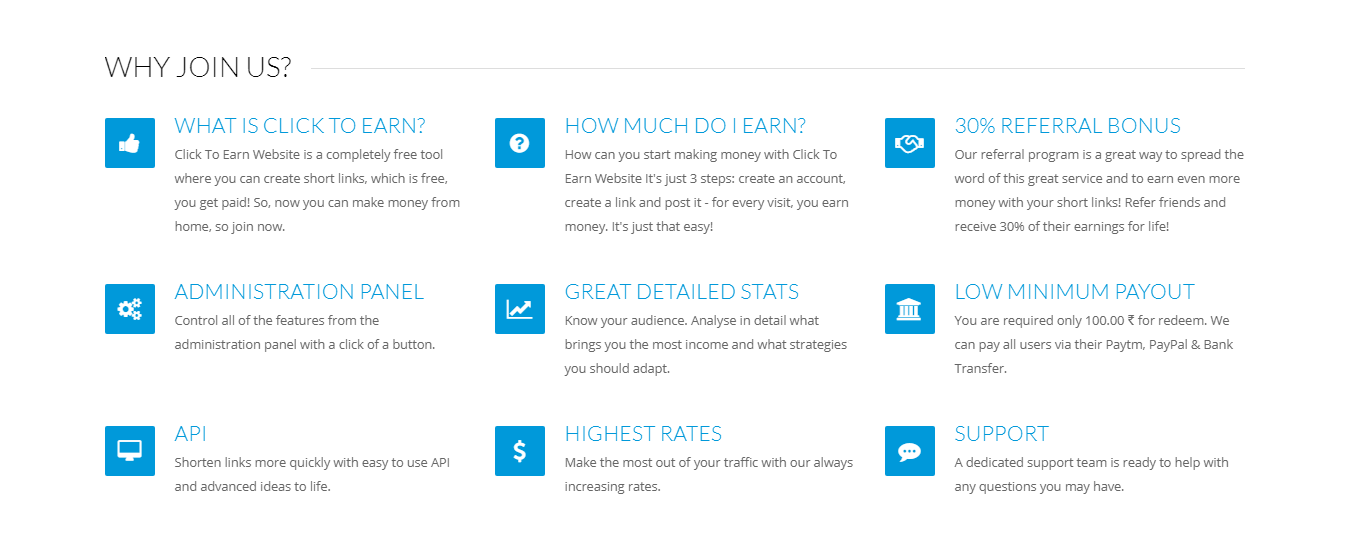 WHY JOIN US?
WHAT IS CLICK TO EARN?
Click To Earn Website is a completely free tool
where you can create short links, which is free,
you get paid! So, now you can make money from
home, so join now.
HOW MUCH DO I EARN?
How can you start making money with Click To
Earn Website It's just 3 steps: create an account,
create a link and post it - for every visit, you earn
money. It's just that easy!
30% REFERRAL BONUS
Our referral program is a great way to spread the
word of this great service and to earn even more
money with your short links! Refer friends and
receive 30% of their earnings for life!
ADMINISTRATION PANEL
Control all of the features from the
administration panel with a click of a button.
GREAT DETAILED STATS
Know your audience. Analyse in detail what
brings you the most income and what strategies
you should adapt.
LOW MINIMUM PAYOUT
You are required only 100.00 ₹ for redeem. We
can pay all users via their Paytm, PayPal & Bank
Transfer.
API
Shorten links more quickly with easy to use API
and advanced ideas to life.
HIGHEST RATES
Make the most out of your traffic with our always
increasing rates.
SUPPORT
A dedicated support team is ready to help with
any questions you may have.